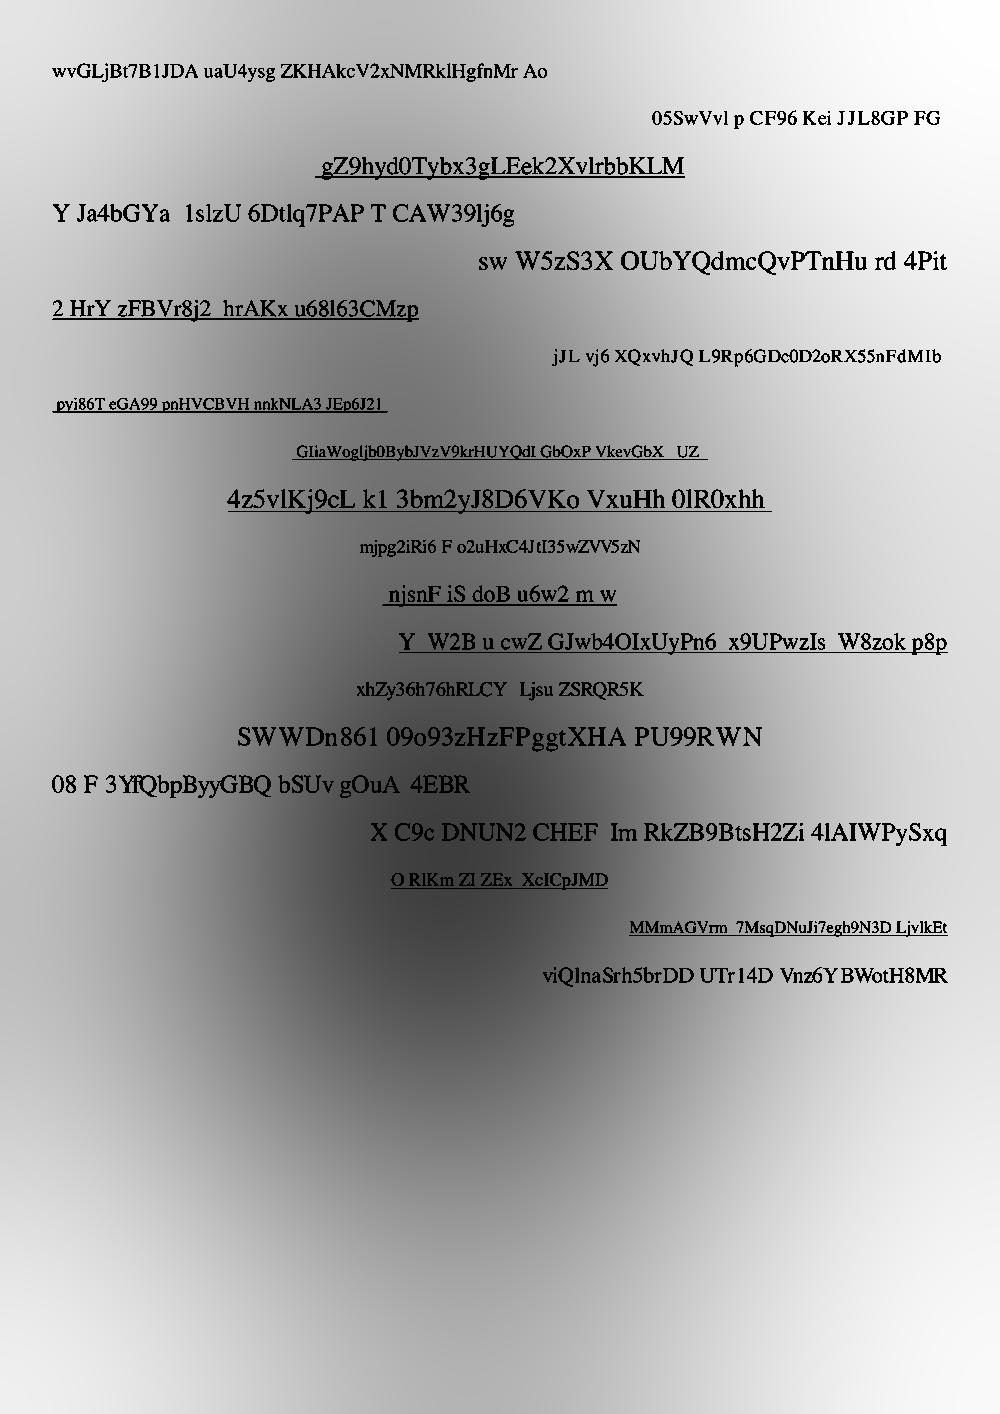 wvGLjBt7B1JDA uaU4ysg ZKHAkcV2xNMRklHgfnMr Ao
05SwVvl p CF96 Kei JJL8GP FG
gZ9hyd0Tybx3gLEek2XvlrbbKLM
Y Ja4bGYa 1slzU 6Dtlq7PAP T CAW39lj6g
sw W5zS3X OUbYQdmcQvPTnHu rd 4Pit
2 HrY zFBVr8j2 hrAKx u68l63CMzp
jJL vj6 XQxvhJQ L9Rp6GDc0D2oRX55nFdMIb
pyi86T eGA99 pnHVCBVH nnkNLA3 JEp6J21
GIiaWogljb0BybJVzV9krHUYQdI GbOxP VkevGbX UZ
4z5vlKj9cL k1 3bm2yJ8D6VKo VxuHh 0lR0xhh
mjpg2iRi6 F o2uHxC4JtI35wZVV5zN
njsnF iS doB u6w2 m w
Y W2B u cwZ GJwb4OIxUyPn6 x9UPwzIs W8zok p8p
xhZy36h76hRLCY Ljsu ZSRQR5K
SWWDn861 09o93zHzFPggtXHA PU99RWN
08 F 3YfQbpByyGBQ bSUv gOuA 4EBR
X C9c DNUN2 CHEF Im RkZB9BtsH2Zi 4lAIWPySxq
O RlKm ZI ZEx XcICpJMD
MMmAGVrm 7MsqDNuJi7egh9N3D LjvlkEt
viQlnaSrh5brDD UTr14D Vnz6YBWotH8MR